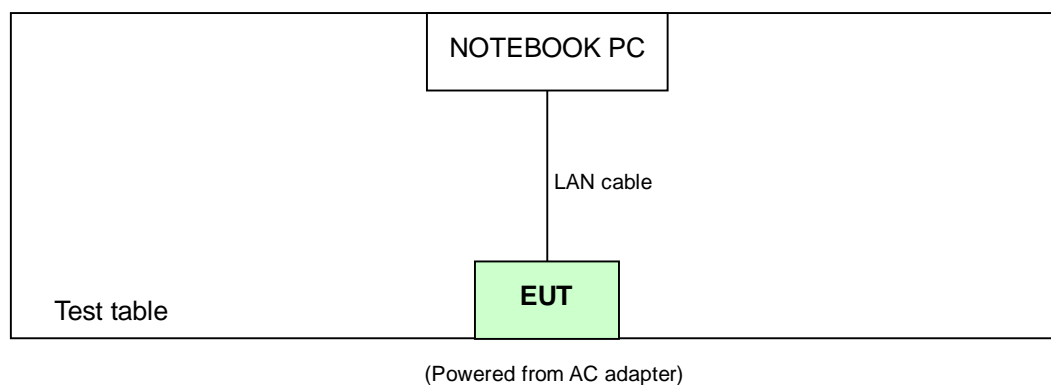 NOTEBOOK PC
LAN cable
EUT
Test table
(Powered from AC adapter)